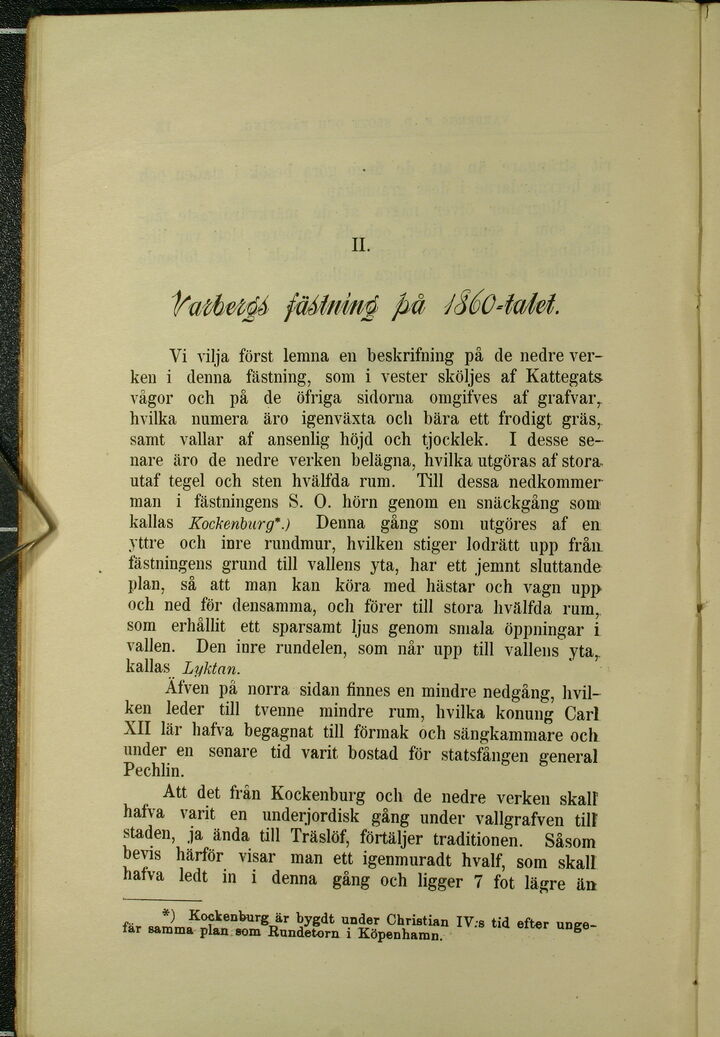 II.
Varbergs fästning på 1860-talet.
Vi vilja först lemna en beskrifning på de nedre ver-
ken i denna fästning, som i vester sköljes af Kattegats
vågor och på de öfriga sidorna omgifves af grafvar,
hvilka numera äro igenväxta och bära ett frodigt gräs,
samt vallar af ansenlig höjd och tjocklek. I desse se-
nare äro de nedre verken belägna, hvilka utgöras af stora
utaf tegel och sten hvälfda rum. Till dessa nedkommer
man i fästningens S. O. hörn genom en snäckgång som
kallas Kockenburg*.) Denna gång som utgöres af en
yttre och inre rundmur, hvilken stiger lodrätt upp från
fästningens grund till vallens yta, har ett jemnt sluttande
plan, så att man kan köra med hästar och vagn upp
och ned för densamma, och förer till stora hvälfda rum,
som erhållit ett sparsamt ljus genom smala öppningar i
vallen. Den inre rundelen, som når upp till vallens yta,
kallas Lyktan.
Äfven på norra sidan finnes en mindre nedgång, hvil-
ken leder till tvenne mindre rum, hvilka konung Carl
XII lär hafva begagnat till förmak och sängkammare och
under en senare tid varit bostad för statsfången general
Pechlin.
Att det från Kockenburg och de nedre verken skall
hafva varit en underjordisk gång under vallgrafven till
staden, ja ända till Träslöf, förtäljer traditionen. Såsom
bevis härför visar man ett igenmuradt hvalf, som skall
hafva ledt in i denna gång och ligger 7 fot lägre än
*) Kockenburg är bygdt under Christian IV:s tid efter unge-
fär samma plan som Rundetorn i Köpenhamn.